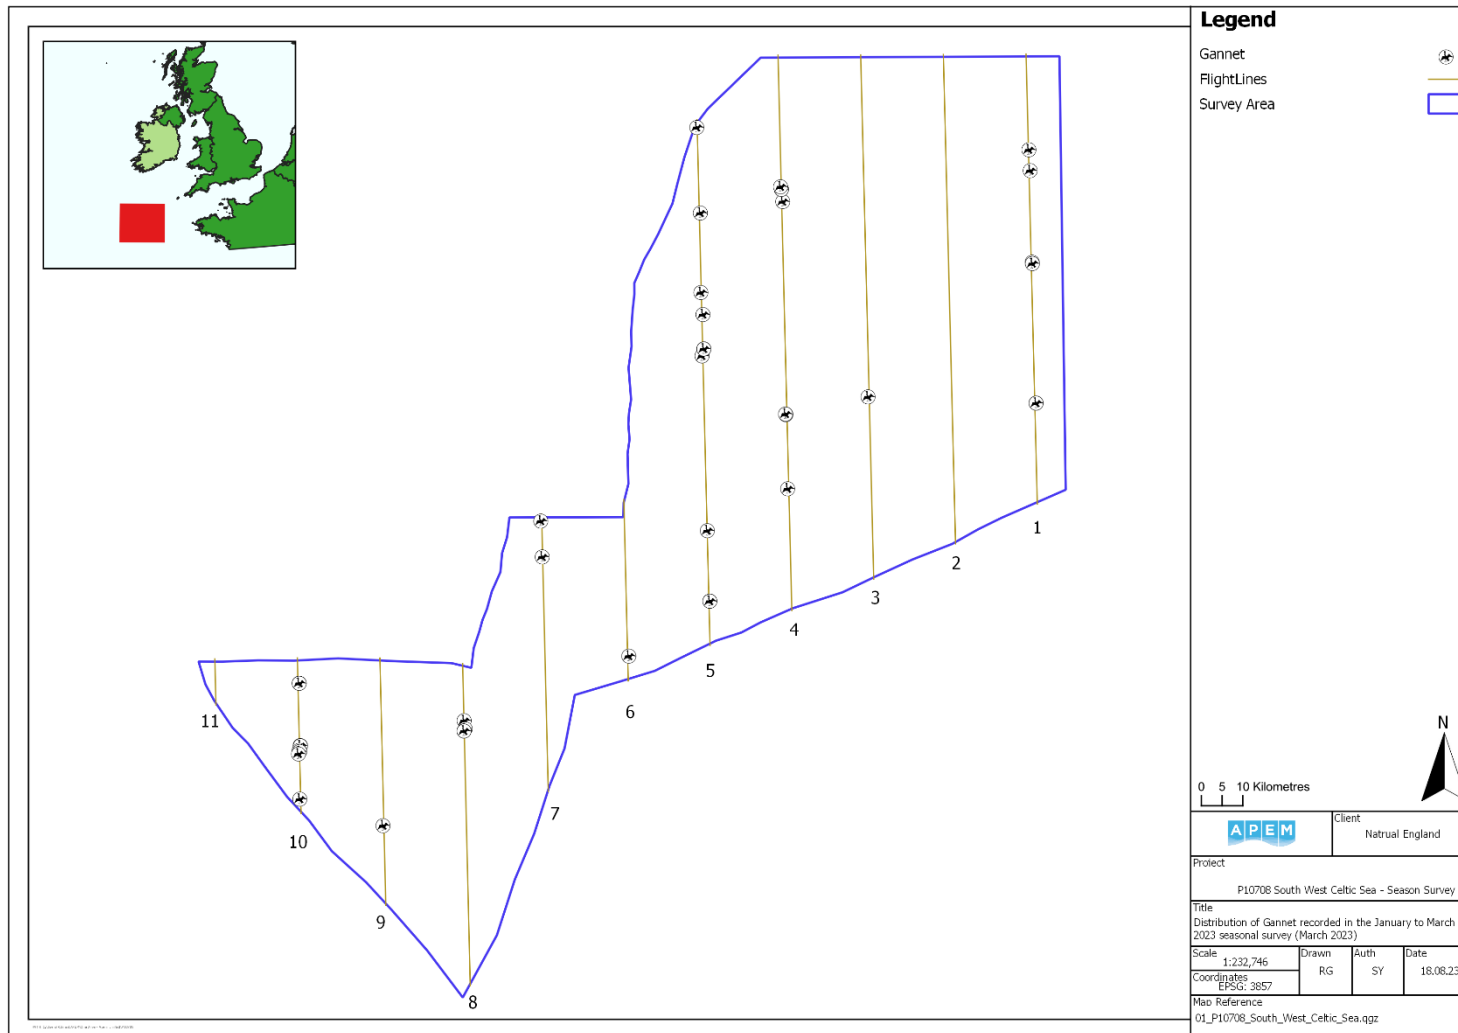 Legend
Gannet
FlightLines
Survey Area
1
2
3
4
5
6
7
8
9
10
11
N
0 5 10 Kilometres
APEM
Client
Natrual England
Project
P10708 South West Celtic Sea - Season Survey
Title
Distribution of Gannet recorded in the January to March
2023 seasonal survey (March 2023)
Scale
1:232,746
Drawn
RG
Auth
SY
Date
18.08.23
Coordinates
EPSG: 3857
Map Reference
01_P10708_South_West_Celtic_Sea.qgz